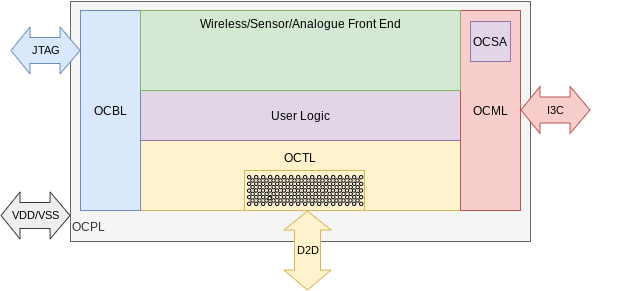 Wireless/Sensor/Analogue Front End
OCSA
JTAG
OCBL
User Logic
OCML
I3C
OCTL
VDD/VSS
OCPL
D2D